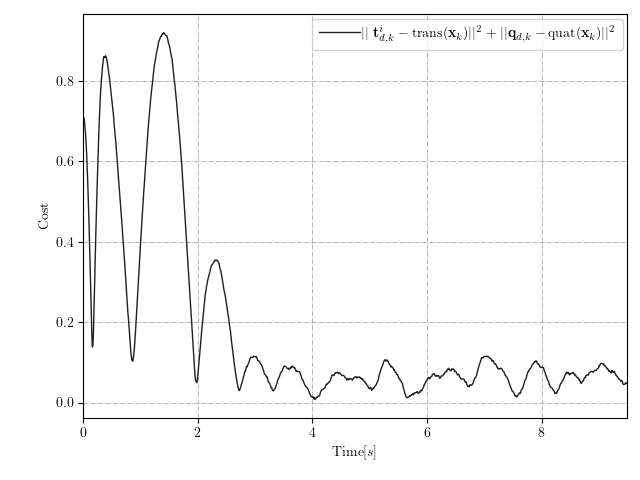 || t^i_{d,k} − trans(x_k)||^2 + ||q_{d,k} − quat(x_k)||^2
0.8
0.6
0.4
0.2
0.0
Cost
0 2 4 6 8
Time[s]